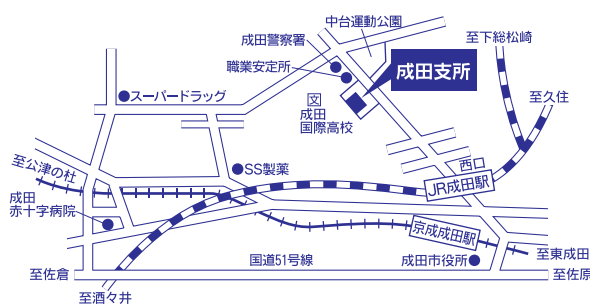 中台運動公園
成田警察署
至下総松崎
職業安定所
成田支所
至久住
スーパードラッグ
文
成田
国際高校
至公津の杜
SS製薬
西口
JR成田駅
成田
赤十字病院
京成成田駅
国道51号線
成田市役所
至東成田
至佐倉
至佐原
至酒々井